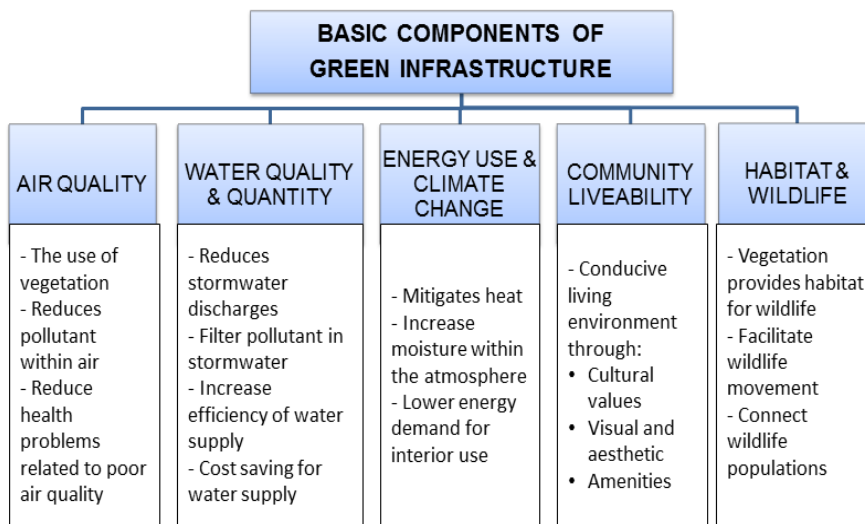 BASIC COMPONENTS OF
GREEN INFRASTRUCTURE
AIR QUALITY
- The use of
vegetation
- Reduces
pollutant
within air
- Reduce
health
problems
related to poor
air quality
WATER QUALITY
& QUANTITY
- Reduces
stormwater
discharges
- Filter pollutant in
stormwater
- Increase
efficiency of water
supply
- Cost saving for
water supply
ENERGY USE &
CLIMATE
CHANGE
- Mitigates heat
- Increase
moisture within
the atmosphere
- Lower energy
demand for
interior use
COMMUNITY
LIVEABILITY
- Conducive
living
environment
through:
• Cultural
values
• Visual and
aesthetic
• Amenities
HABITAT &
WILDLIFE
- Vegetation
provides habitat
for wildlife
- Facilitate
wildlife
movement
- Connect
wildlife
populations